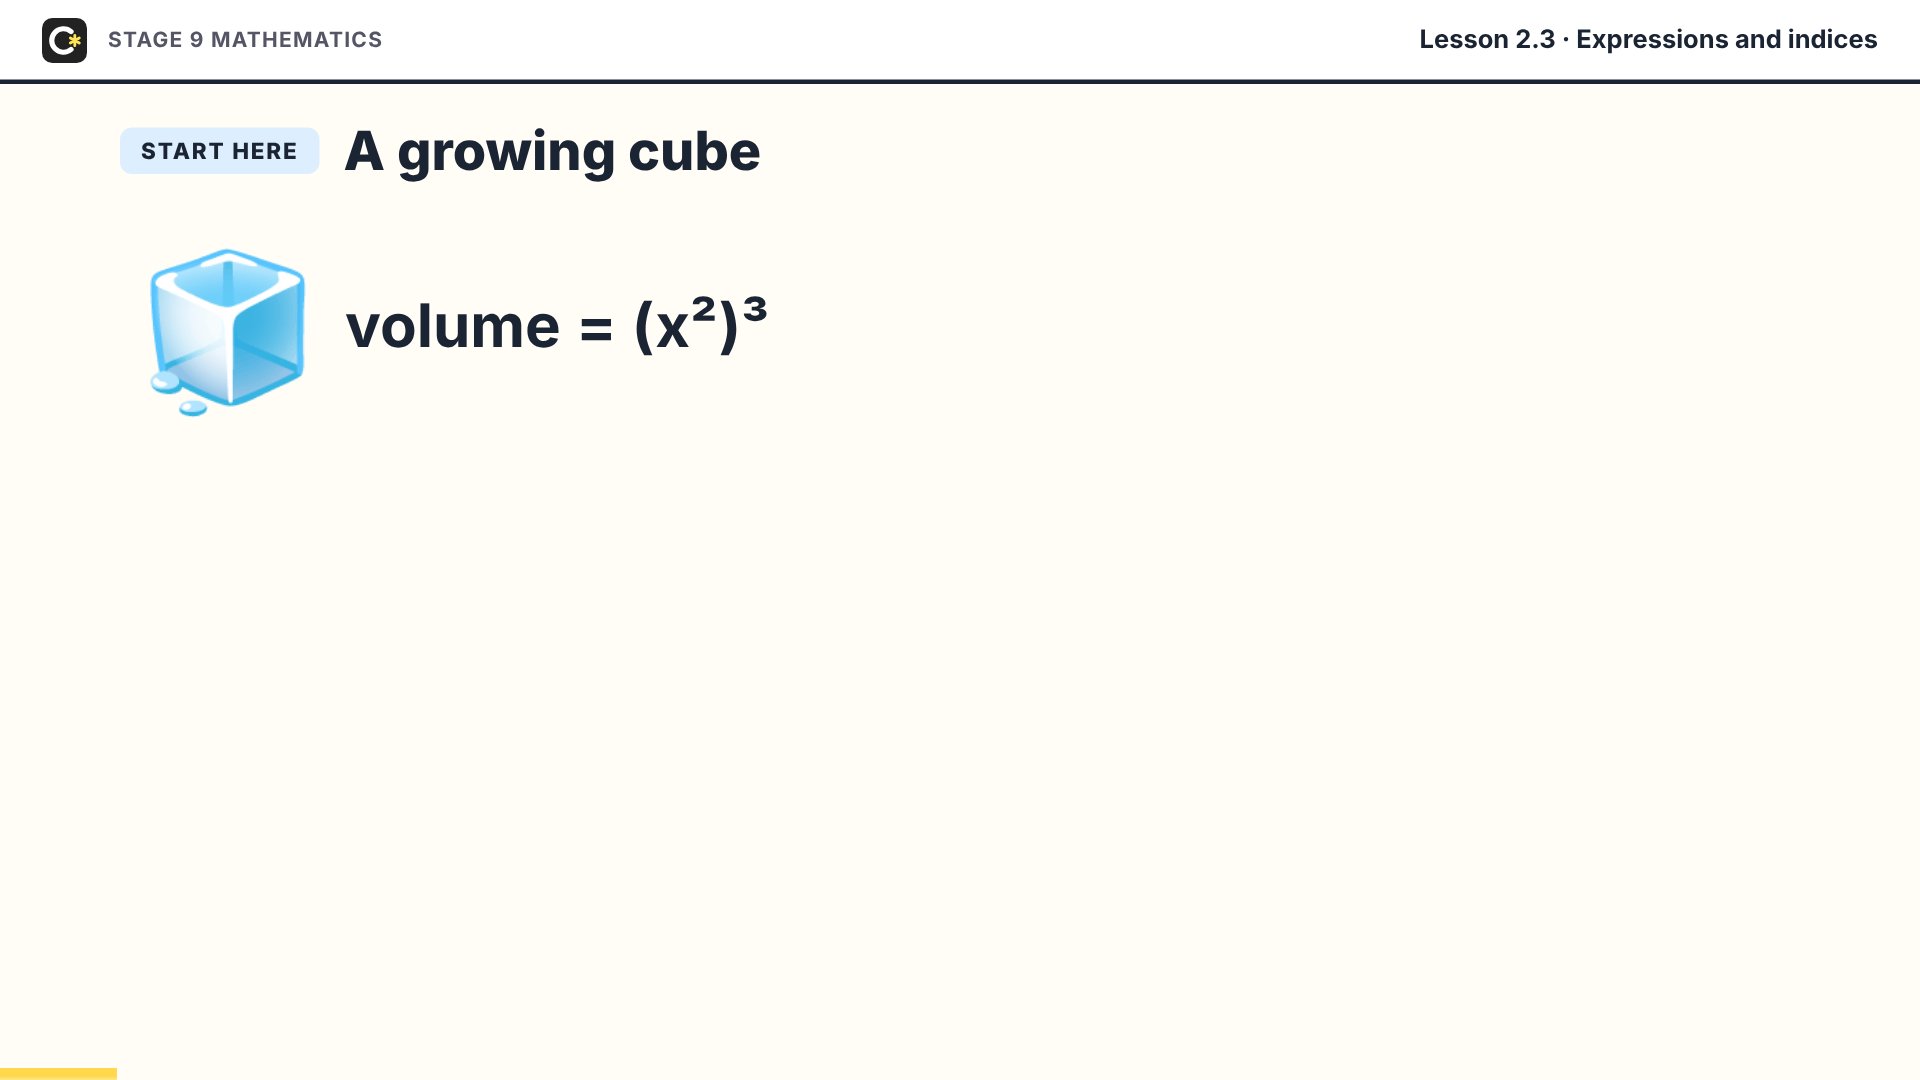 STAGE 9 MATHEMATICS
Lesson 2.3 · Expressions and indices
START HERE
A growing cube
volume = (x²)³